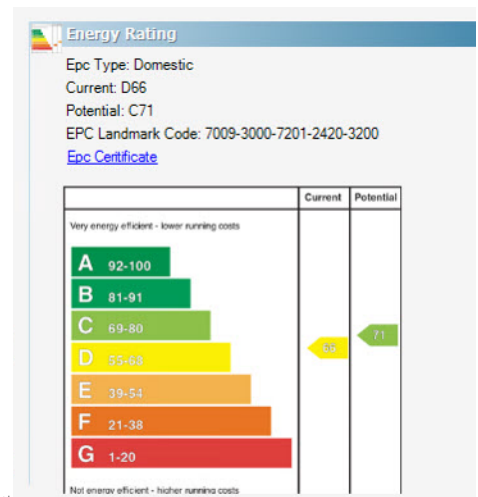 Energy Rating
Epc Type: Domestic
Current: D66
Potential: C71
EPC Landmark Code: 7009-3000-7201-2420-3200
Epc Ceritificate
Current Potential
Very energy efficient - lower running costs
A 92-100
B 81-91
C 69-80
D 55-68
E 39-54
F 21-38
G 1-20
66
71
Not energy efficient - higher running costs